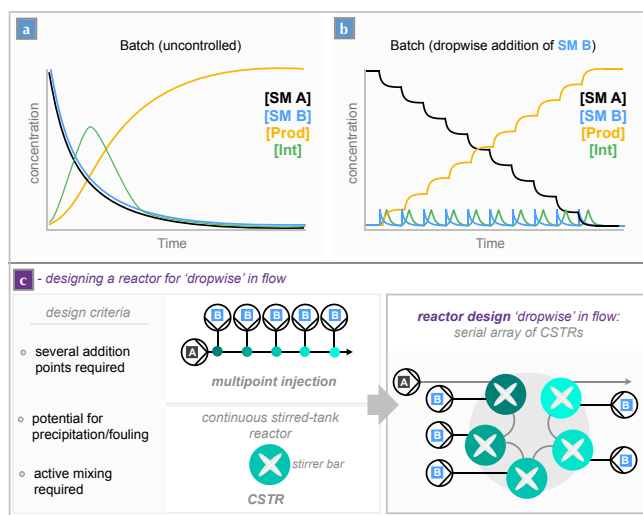 a
Batch (uncontrolled)
concentration
[SM A]
[SM B]
[Prod]
[Int]
Time
b
Batch (dropwise addition of SM B)
concentration
[SM A]
[SM B]
[Prod]
[Int]
Time
c - designing a reactor for ‘dropwise’ in flow
design criteria
several addition
points required
potential for
precipitation/fouling
active mixing
required
B B B B B
A
multipoint injection
continuous stirred-tank
reactor
stirrer bar
CSTR
reactor design ‘dropwise’ in flow:
serial array of CSTRs
A
B
B
B
B
B